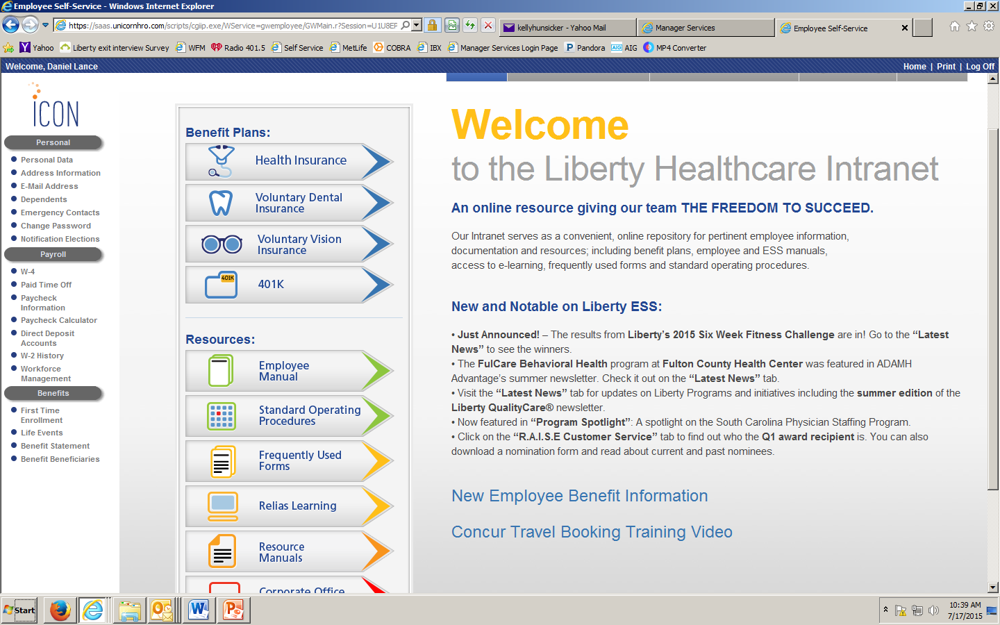 Employee Self-Service - Windows Internet Explorer
https://saas.unicornhro.com/scripts/cgiip.exe/WService=gwemployee/GWMain.r?Session=U1U8EP
kellyhunsicker - Yahoo Mail
Manager Services
Employee Self-Service
Yahoo
Liberty exit interview Survey
WFM
Radio 401.5
Self Service
MetLife
COBRA
IBX
Manager Services Login Page
Pandora
AIG
AIG
MP4 Converter
Welcome, Daniel Lance
Home | Print | Log Off
iCON
Personal
Personal Data
Address Information
E-Mail Address
Dependents
Emergency Contacts
Change Password
Notification Elections
Payroll
W-4
Paid Time Off
Paycheck
Information
Paycheck Calculator
Direct Deposit
Accounts
W-2 History
Workforce
Management
Benefits
First Time
Enrollment
Life Events
Benefit Statement
Benefit Beneficiaries
Benefit Plans:
Health Insurance
Voluntary Dental
Insurance
Voluntary Vision
Insurance
401K
401K
Resources:
Employee
Manual
Standard Operating
Procedures
Frequently Used
Forms
Relias Learning
Resource
Manuals
Corporate Office
Welcome
to the Liberty Healthcare Intranet
An online resource giving our team THE FREEDOM TO SUCCEED.
Our Intranet serves as a convenient, online repository for pertinent employee information,
documentation and resources; including benefit plans, employee and ESS manuals,
access to e-learning, frequently used forms and standard operating procedures.
New and Notable on Liberty ESS:
• Just Announced! – The results from Liberty’s 2015 Six Week Fitness Challenge are in! Go to the “Latest
News” to see the winners.
• The FulCare Behavioral Health program at Fulton County Health Center was featured in ADAMH
Advantage’s summer newsletter. Check it out on the “Latest News” tab.
• Visit the “Latest News” tab for updates on Liberty Programs and initiatives including the summer edition of the
Liberty QualityCare® newsletter.
• Now featured in “Program Spotlight”: A spotlight on the South Carolina Physician Staffing Program.
• Click on the “R.A.I.S.E Customer Service” tab to find out who the Q1 award recipient is. You can also
download a nomination form and read about current and past nominees.
New Employee Benefit Information
Concur Travel Booking Training Video
Start
10:39 AM
7/17/2015